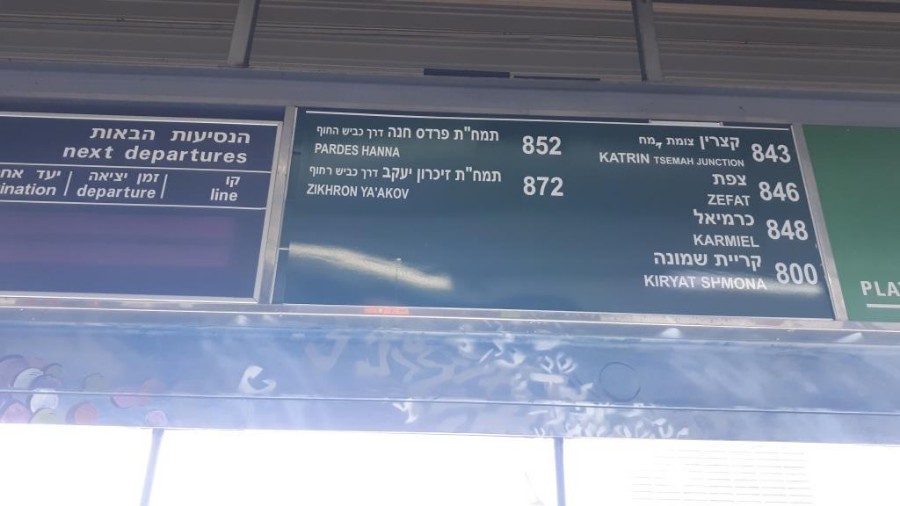 הנסיעות הבאות
next departures
קו זמן יציאה יעד
line departure
קצרין צומת 843
KATRIN TSEMAH JUNCTION
צפת 846
ZEFAT
כרמיאל 848
KARMIEL
קריית שמונה 800
KIRYAT SHMONA
תמח"ת פרדס חנה דרך כביש החוף 852
PARDES HANNA
תמח"ת זיכרון יעקב דרך כביש 872
ZIKHRON YA'AKOV